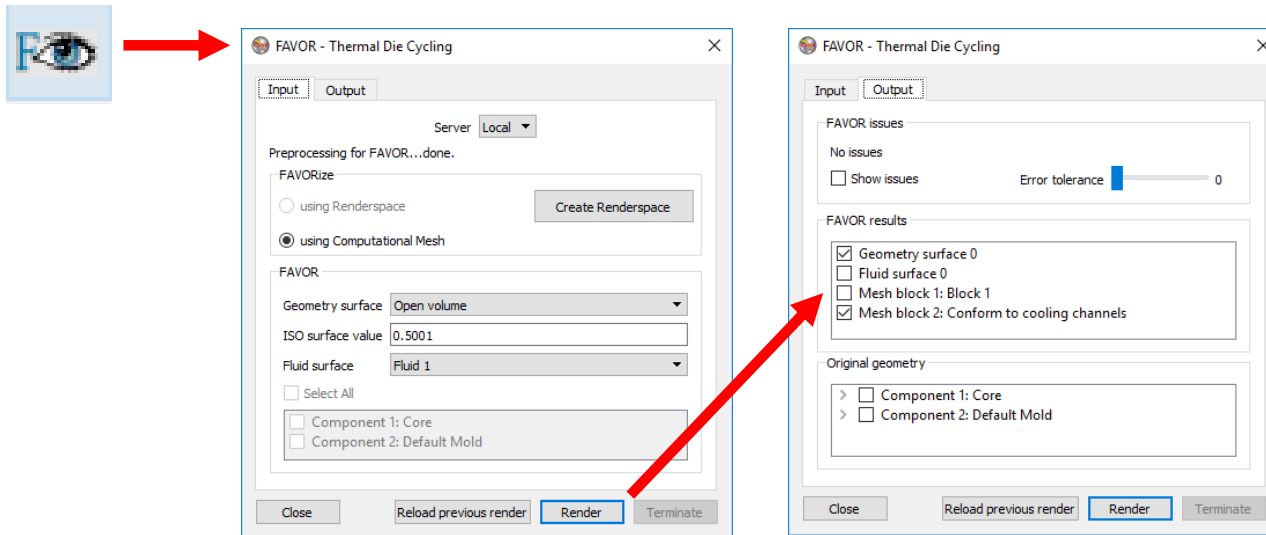 F
FAVOR - Thermal Die Cycling
Input Output
Server Local
Preprocessing for FAVOR...done.
FAVORize
using Renderspace Create Renderspace
using Computational Mesh
FAVOR
Geometry surface Open volume
ISO surface value 0.5001
Fluid surface Fluid 1
Select All
Component 1: Core
Component 2: Default Mold
Close Reload previous render Render Terminate
FAVOR - Thermal Die Cycling
Input Output
FAVOR issues
No issues
Show issues Error tolerance 0
FAVOR results
Geometry surface 0
Fluid surface 0
Mesh block 1: Block 1
Mesh block 2: Conform to cooling channels
Original geometry
Component 1: Core
Component 2: Default Mold
Close Reload previous render Render Terminate